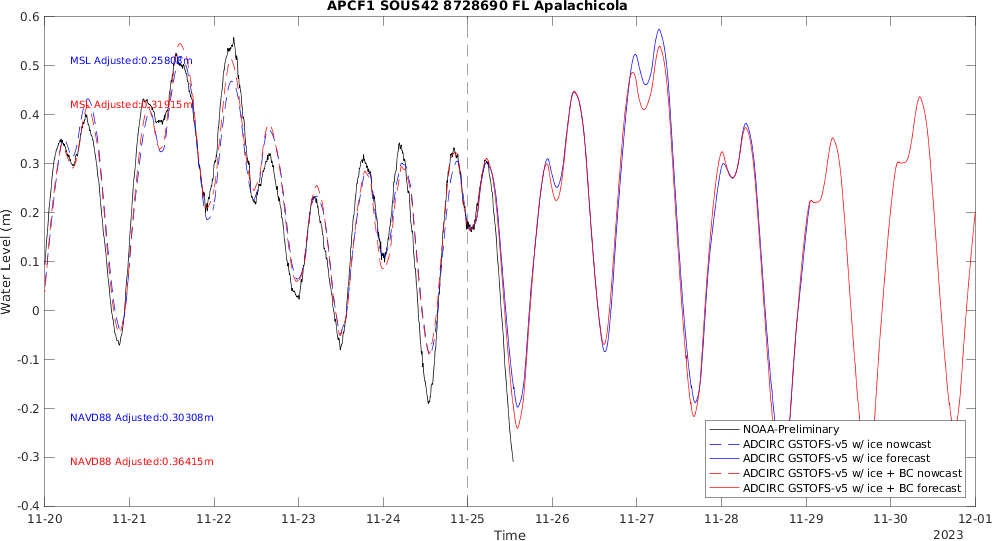 APCF1 SOUS42 8728690 FL Apalachicola
0.6
0.5
0.4
0.3
0.2
0.1
0
-0.1
-0.2
-0.3
-0.4
Water Level (m)
MSL Adjusted:0.25808m
MSL Adjusted:0.31915m
NAVD88 Adjusted:0.30308m
NAVD88 Adjusted:0.36415m
NOAA-Preliminary
ADCIRC GSTOFS-v5 w/ ice nowcast
ADCIRC GSTOFS-v5 w/ ice forecast
ADCIRC GSTOFS-v5 w/ ice + BC nowcast
ADCIRC GSTOFS-v5 w/ ice + BC forecast
11-20 11-21 11-22 11-23 11-24 11-25 11-26 11-27 11-28 11-29 11-30 12-01
Time
2023